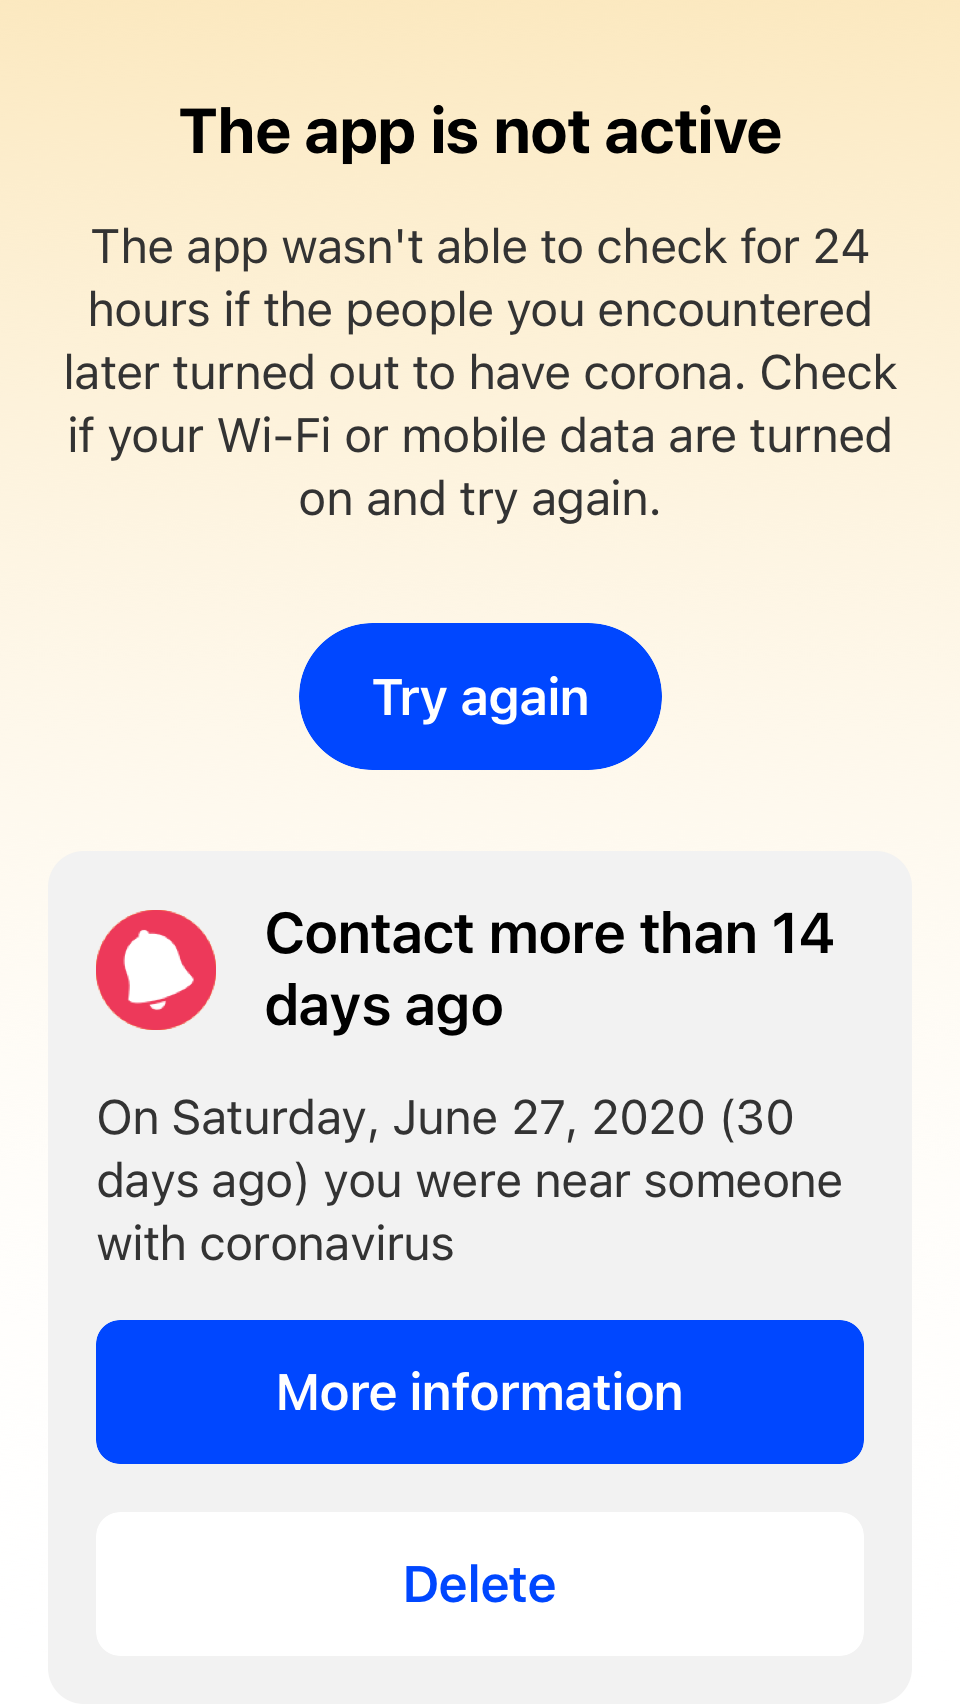 The app is not active
The app wasn't able to check for 24
hours if the people you encountered
later turned out to have corona. Check
if your Wi-Fi or mobile data are turned
on and try again.
Try again
Contact more than 14
days ago
On Saturday, June 27, 2020 (30
days ago) you were near someone
with coronavirus
More information
Delete